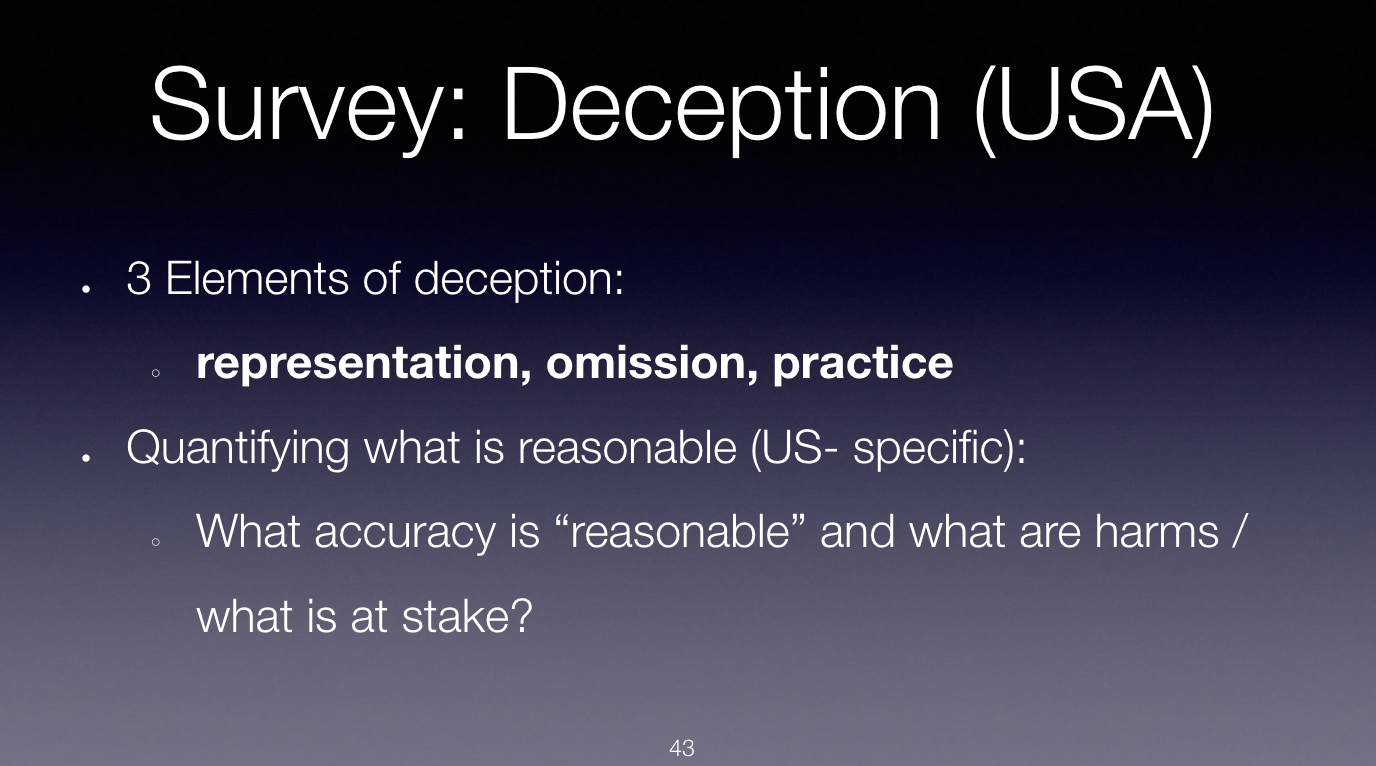 Survey: Deception (USA)
• 3 Elements of deception:
○ representation, omission, practice
• Quantifying what is reasonable (US- specific):
○ What accuracy is “reasonable” and what are harms /
what is at stake?
43